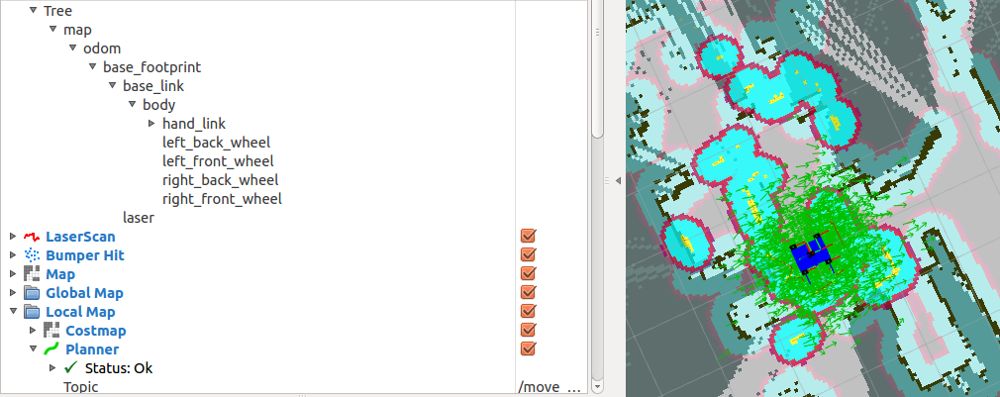 Tree
map
odom
base_footprint
base_link
body
hand_link
left_back_wheel
left_front_wheel
right_back_wheel
right_front_wheel
laser
LaserScan
Bumper Hit
Map
Global Map
Local Map
Costmap
Planner
Status: Ok
Topic /move ...